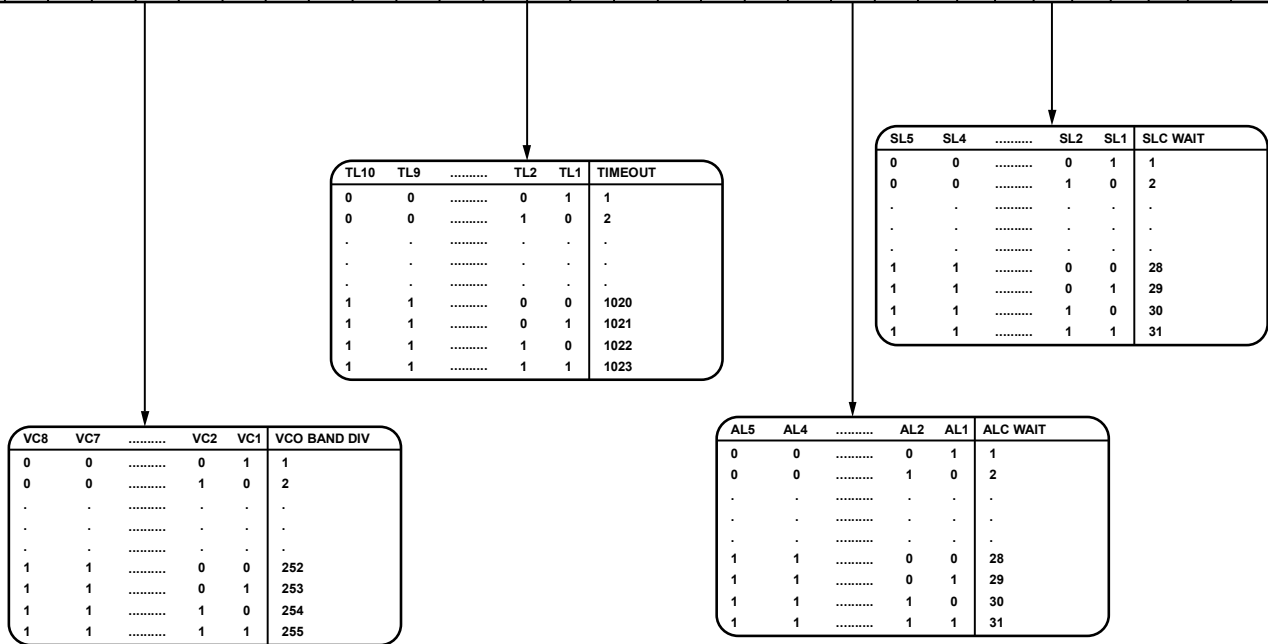 SL5 SL4 .......... SL2 SL1 SLC WAIT
0 0 .......... 0 1 1
0 0 .......... 1 0 2
. . .......... . . .
. . .......... . . .
. . .......... . . .
1 1 .......... 0 0 28
1 1 .......... 0 1 29
1 1 .......... 1 0 30
1 1 .......... 1 1 31
TL10 TL9 .......... TL2 TL1 TIMEOUT
0 0 .......... 0 1 1
0 0 .......... 1 0 2
. . .......... . . .
. . .......... . . .
. . .......... . . .
1 1 .......... 0 0 1020
1 1 .......... 0 1 1021
1 1 .......... 1 0 1022
1 1 .......... 1 1 1023
VC8 VC7 .......... VC2 VC1 VCO BAND DIV
0 0 .......... 0 1 1
0 0 .......... 1 0 2
. . .......... . . .
. . .......... . . .
. . .......... . . .
1 1 .......... 0 0 252
1 1 .......... 0 1 253
1 1 .......... 1 0 254
1 1 .......... 1 1 255
AL5 AL4 .......... AL2 AL1 ALC WAIT
0 0 .......... 0 1 1
0 0 .......... 1 0 2
. . .......... . . .
. . .......... . . .
. . .......... . . .
1 1 .......... 0 0 28
1 1 .......... 0 1 29
1 1 .......... 1 0 30
1 1 .......... 1 1 31